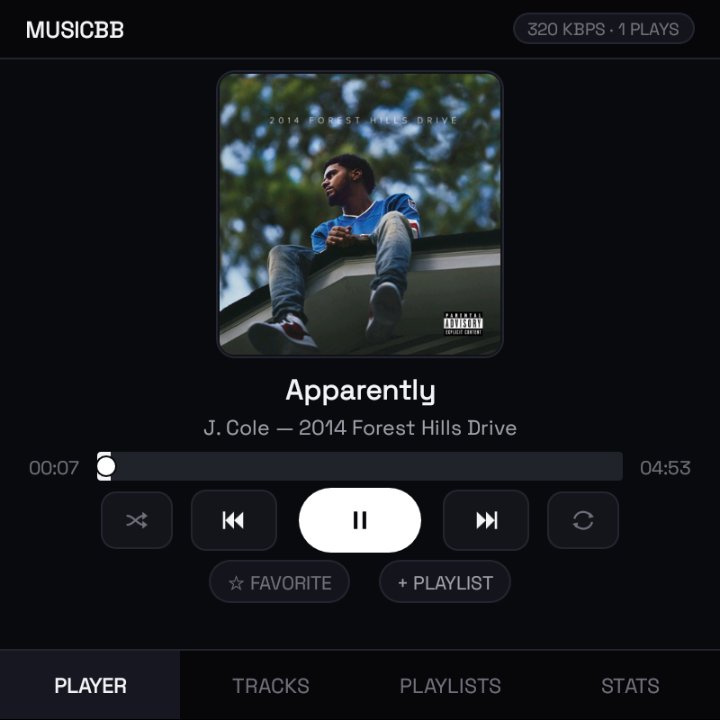 MUSICBB
320 KBPS · 1 PLAYS
2014 FOREST HILLS DRIVE
PARENTAL
ADVISORY
EXPLICIT CONTENT
Apparently
J. Cole — 2014 Forest Hills Drive
00:07
04:53
☆ FAVORITE
+ PLAYLIST
PLAYER
TRACKS
PLAYLISTS
STATS